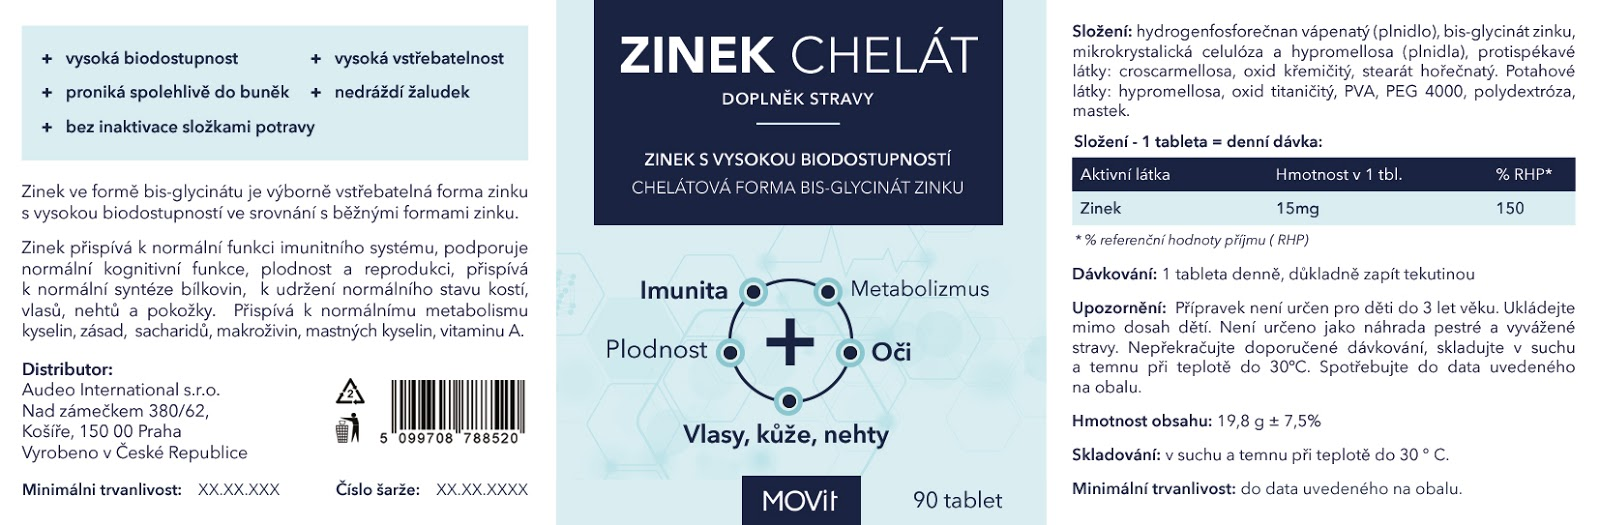 + vysoká biodostupnost
+ vysoká vstřebatelnost
+ proniká spolehlivě do buněk
+ nedráždí žaludek
+ bez inaktivace složkami potravy
Zinek ve formě bis-glycinátu je výborně vstřebatelná forma zinku
s vysokou biodostupností ve srovnání s běžnými formami zinku.
Zinek přispívá k normální funkci imunitního systému, podporuje
normální kognitivní funkce, plodnost a reprodukci, přispívá
k normální syntéze bílkovin, k udržení normálního stavu kostí,
vlasů, nehtů a pokožky. Přispívá k normálnímu metabolismu
kyselin, zásad, sacharidů, makroživin, mastných kyselin, vitaminu A.
Distributor:
Audeo International s.r.o.
Nad zámečkem 380/62,
Košíře, 150 00 Praha
Vyrobeno v České Republice
2
5 099708 788520
Minimální trvanlivost: XX.XX.XXX
Číslo šarže: XX.XX.XXXX
ZINEK CHELÁT
DOPLNĚK STRAVY
ZINEK S VYSOKOU BIODOSTUPNOSTÍ
CHELÁTOVÁ FORMA BIS-GLYCINÁT ZINKU
Imunita
Metabolizmus
Plodnost
Oči
Vlasy, kůže, nehty
MOVit
90 tablet
Složení: hydrogenfosforečnan vápenatý (plnidlo), bis-glycinát zinku,
mikrokrystalická celulóza a hypromellosa (plnidla), protispékavé
látky: croscarmellosa, oxid křemičitý, stearát hořečnatý. Potahové
látky: hypromellosa, oxid titaničitý, PVA, PEG 4000, polydextróza,
mastek.
Složení - 1 tableta = denní dávka:
Aktivní látka Hmotnost v 1 tbl. % RHP*
Zinek 15mg 150
* % referenční hodnoty příjmu ( RHP)
Dávkování: 1 tableta denně, důkladně zapít tekutinou
Upozornění: Přípravek není určen pro děti do 3 let věku. Ukládejte
mimo dosah dětí. Není určeno jako náhrada pestré a vyvážené
stravy. Nepřekračujte doporučené dávkování, skladujte v suchu
a temnu při teplotě do 30°C. Spotřebujte do data uvedeného
na obalu.
Hmotnost obsahu: 19,8 g ± 7,5%
Skladování: v suchu a temnu při teplotě do 30 ° C.
Minimální trvanlivost: do data uvedeného na obalu.